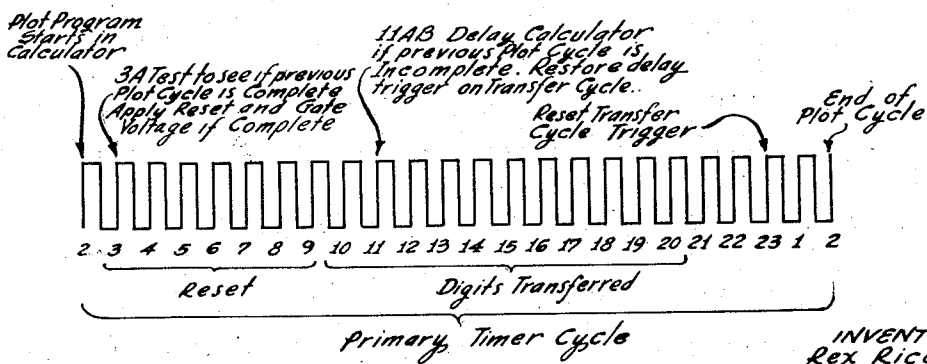 Plot Program
Starts in
Calculator
3A Test to see if previous
Plot Cycle is Complete
Apply Reset and Gate
Voltage if Complete
11AB Delay Calculator
if previous Plot Cycle is
Incomplete. Restore delay
trigger on Transfer Cycle..
Reset Transfer
Cycle Trigger
End of
Plot Cycle
2 3 4 5 6 7 8 9 10 11 12 13 14 15 16 17 18 19 20 21 22 23 1 2
Reset
Digits Transferred
Primary Timer Cycle
INVENT
Rex Ric